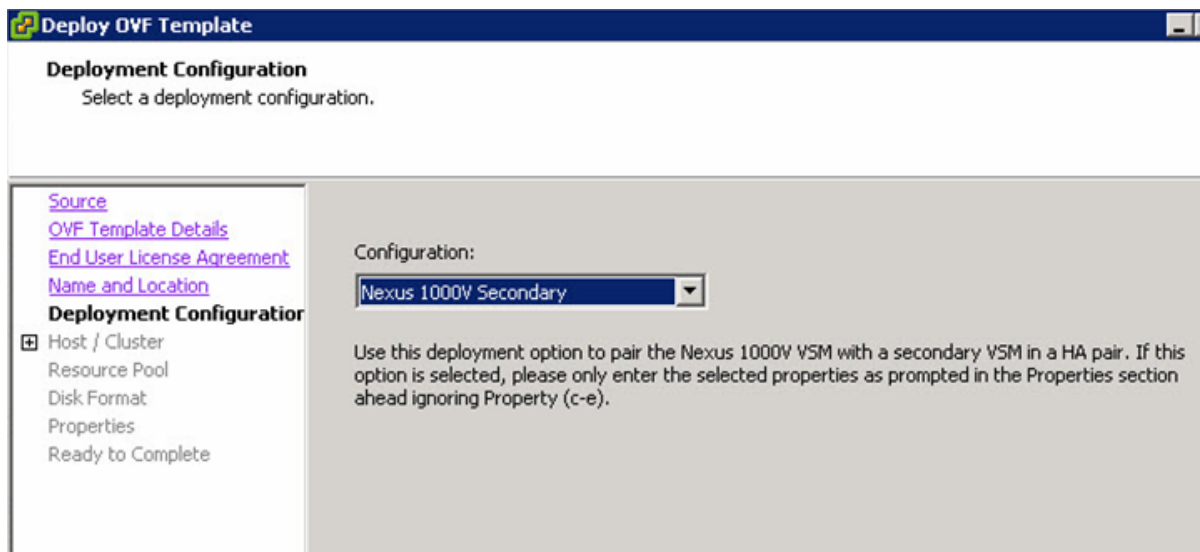 Deploy OVF Template
Deployment Configuration
Select a deployment configuration.
Source
OVF Template Details
End User License Agreement
Name and Location
Deployment Configuration
Host / Cluster
Resource Pool
Disk Format
Properties
Ready to Complete
Configuration:
Nexus 1000V Secondary
Use this deployment option to pair the Nexus 1000V VSM with a secondary VSM in a HA pair. If this
option is selected, please only enter the selected properties as prompted in the Properties section
ahead ignoring Property (c-e).